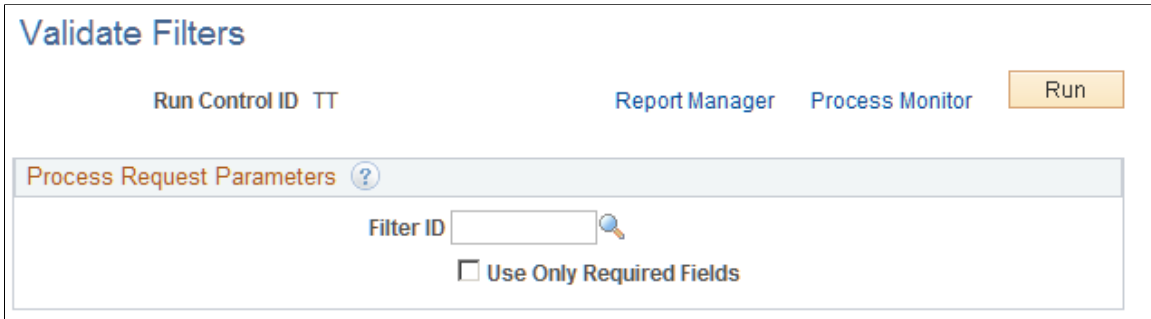 Validate Filters
Run Control ID TT Report Manager Process Monitor Run
Process Request Parameters ?
Filter ID
Use Only Required Fields